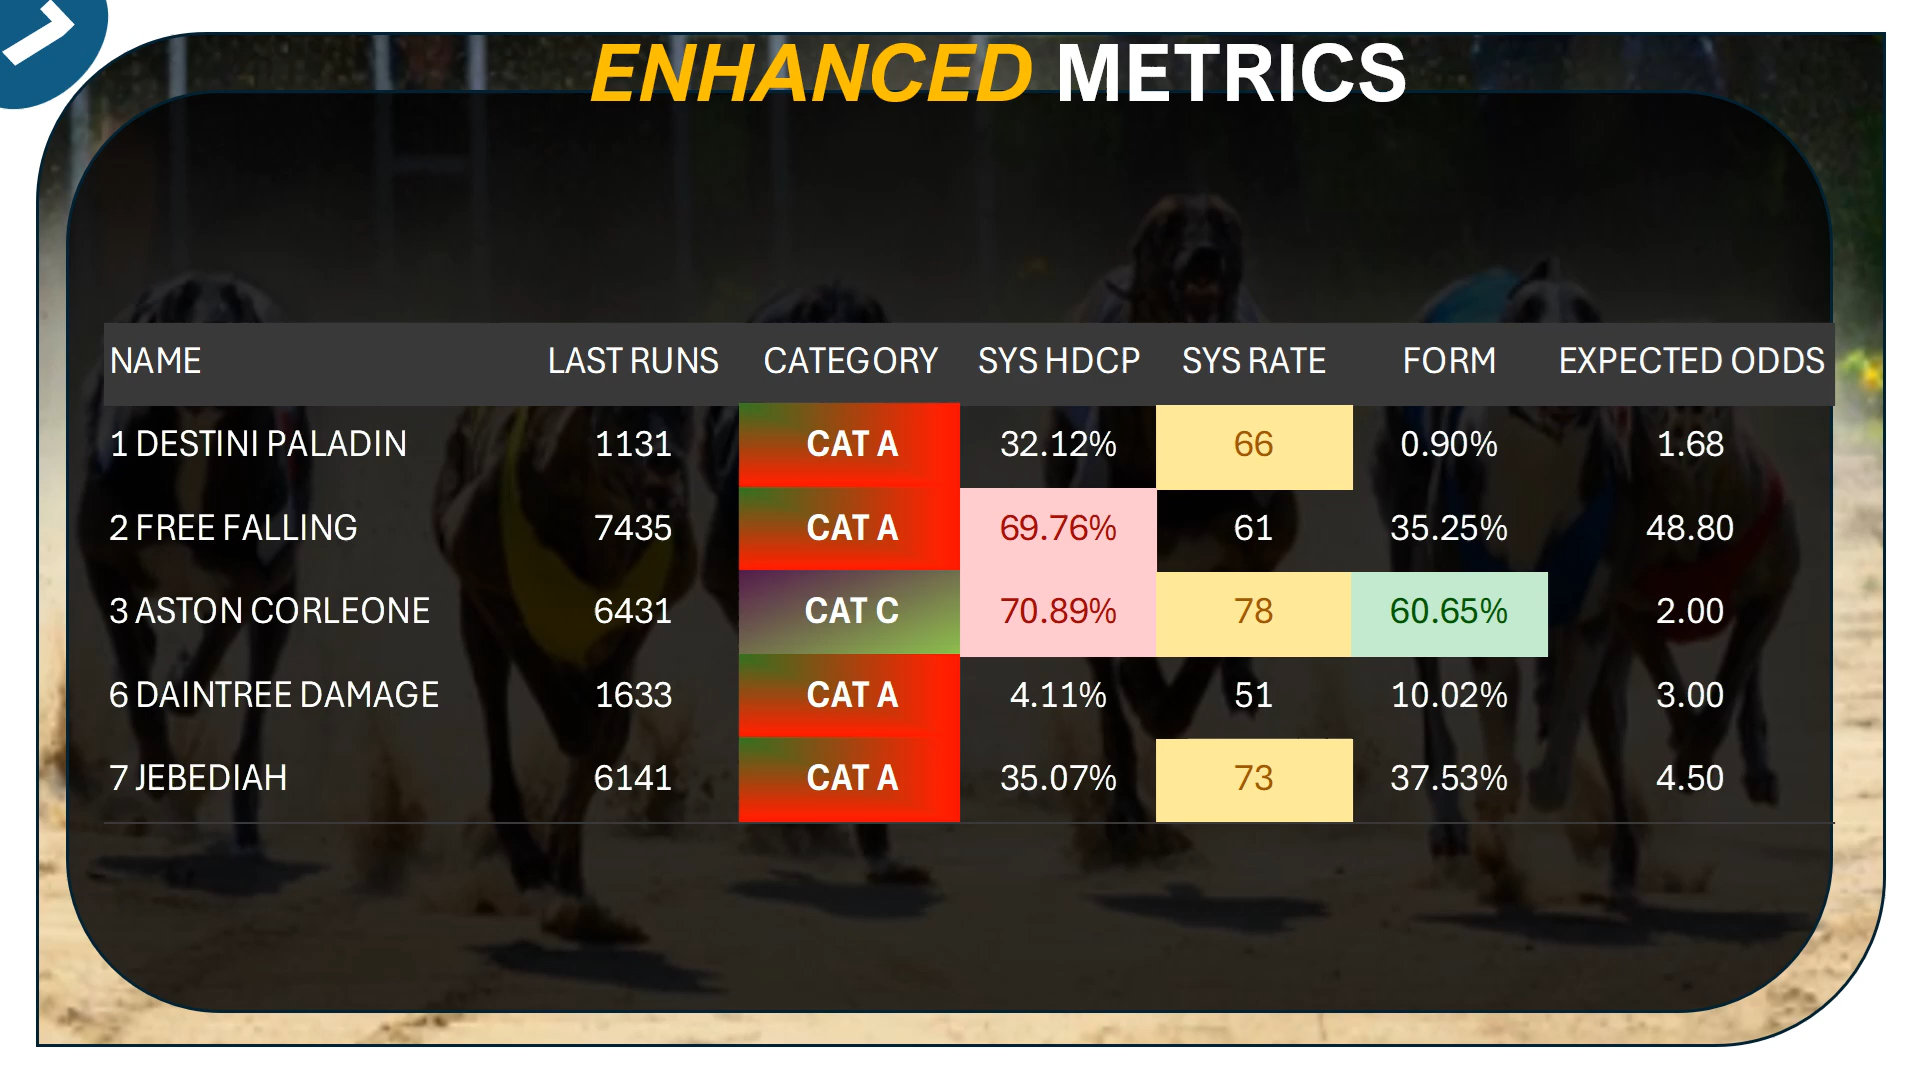 ENHANCED METRICS
NAME LAST RUNS CATEGORY SYS HDCP SYS RATE FORM EXPECTED ODDS
1 DESTINI PALADIN 1131 CAT A 32.12% 66 0.90% 1.68
2 FREE FALLING 7435 CAT A 69.76% 61 35.25% 48.80
3 ASTON CORLEONE 6431 CAT C 70.89% 78 60.65% 2.00
6 DAINTREE DAMAGE 1633 CAT A 4.11% 51 10.02% 3.00
7 JEBEDIAH 6141 CAT A 35.07% 73 37.53% 4.50